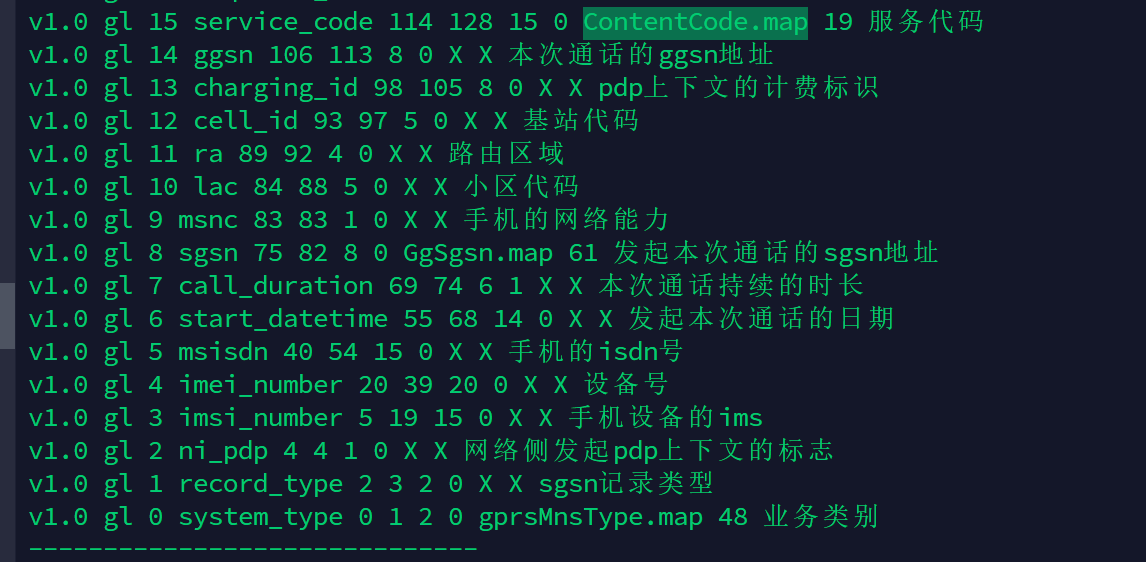 v1.0 gl 15 service_code 114 128 15 0 ContentCode.map 19 服务代码
v1.0 gl 14 ggsn 106 113 8 0 X X 本次通话的ggsn地址
v1.0 gl 13 charging_id 98 105 8 0 X X pdp上下文的计费标识
v1.0 gl 12 cell_id 93 97 5 0 X X 基站代码
v1.0 gl 11 ra 89 92 4 0 X X 路由区域
v1.0 gl 10 lac 84 88 5 0 X X 小区代码
v1.0 gl 9 msnc 83 83 1 0 X X 手机的网络能力
v1.0 gl 8 sgsn 75 82 8 0 GgSgsn.map 61 发起本次通话的sgsn地址
v1.0 gl 7 call_duration 69 74 6 1 X X 本次通话持续的时长
v1.0 gl 6 start_datetime 55 68 14 0 X X 发起本次通话的日期
v1.0 gl 5 msisdn 40 54 15 0 X X 手机的isdn号
v1.0 gl 4 imei_number 20 39 20 0 X X 设备号
v1.0 gl 3 imsi_number 5 19 15 0 X X 手机设备的ims
v1.0 gl 2 ni_pdp 4 4 1 0 X X 网络侧发起pdp上下文的标志
v1.0 gl 1 record_type 2 3 2 0 X X sgsn记录类型
v1.0 gl 0 system_type 0 1 2 0 gprsMnsType.map 48 业务类别
------------------------------